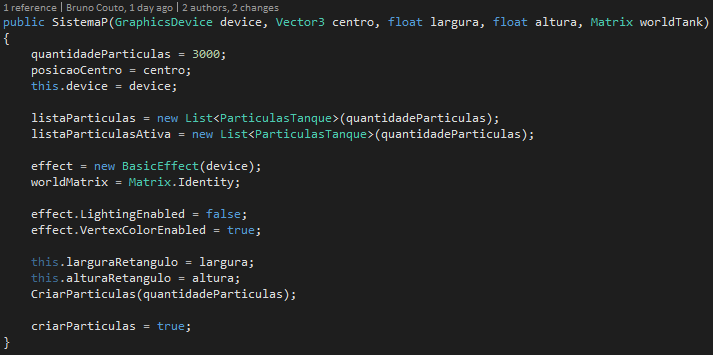 1 reference | Bruno Couto, 1 day ago | 2 authors, 2 changes
public SistemaP(GraphicsDevice device, Vector3 centro, float largura, float altura, Matrix worldTank)
{
quantidadeParticulas = 3000;
posicaoCentro = centro;
this.device = device;
listaParticulas = new List<ParticulasTanque>(quantidadeParticulas);
listaParticulasAtiva = new List<ParticulasTanque>(quantidadeParticulas);
effect = new BasicEffect(device);
worldMatrix = Matrix.Identity;
effect.LightingEnabled = false;
effect.VertexColorEnabled = true;
this.larguraRetangulo = largura;
this.alturaRetangulo = altura;
CriarParticulas(quantidadeParticulas);
criarParticulas = true;
}